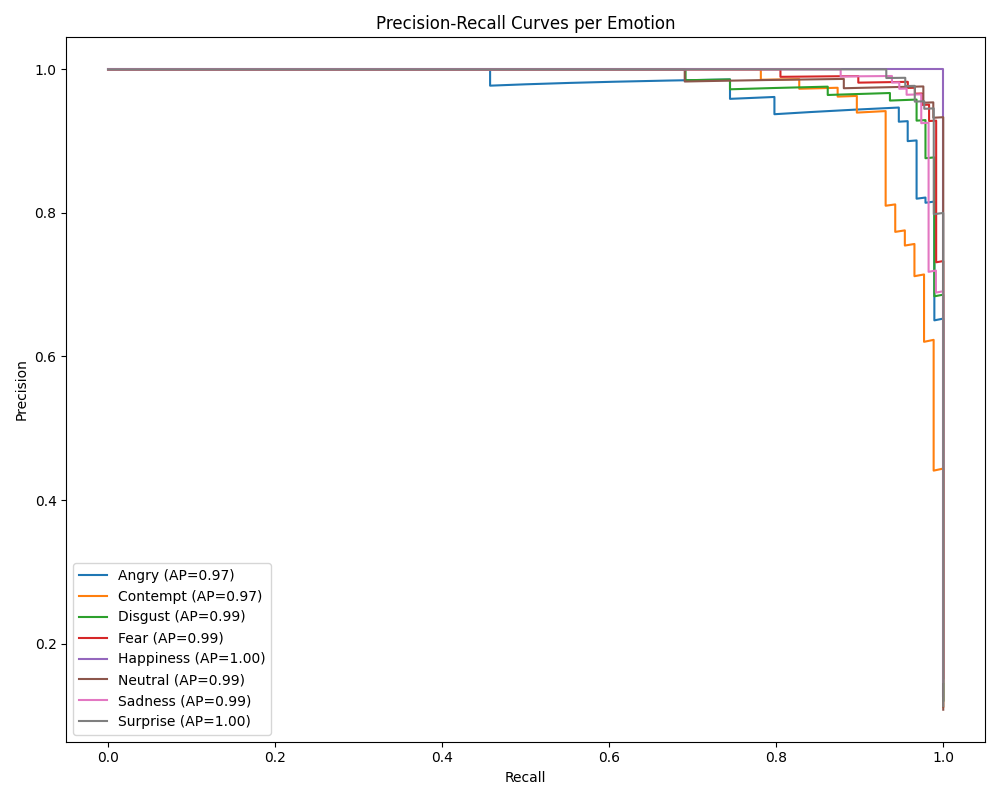 Precision-Recall Curves per Emotion
Precision
1.0
0.8
0.6
0.4
0.2
Angry (AP=0.97)
Contempt (AP=0.97)
Disgust (AP=0.99)
Fear (AP=0.99)
Happiness (AP=1.00)
Neutral (AP=0.99)
Sadness (AP=0.99)
Surprise (AP=1.00)
0.0 0.2 0.4 0.6 0.8 1.0
Recall